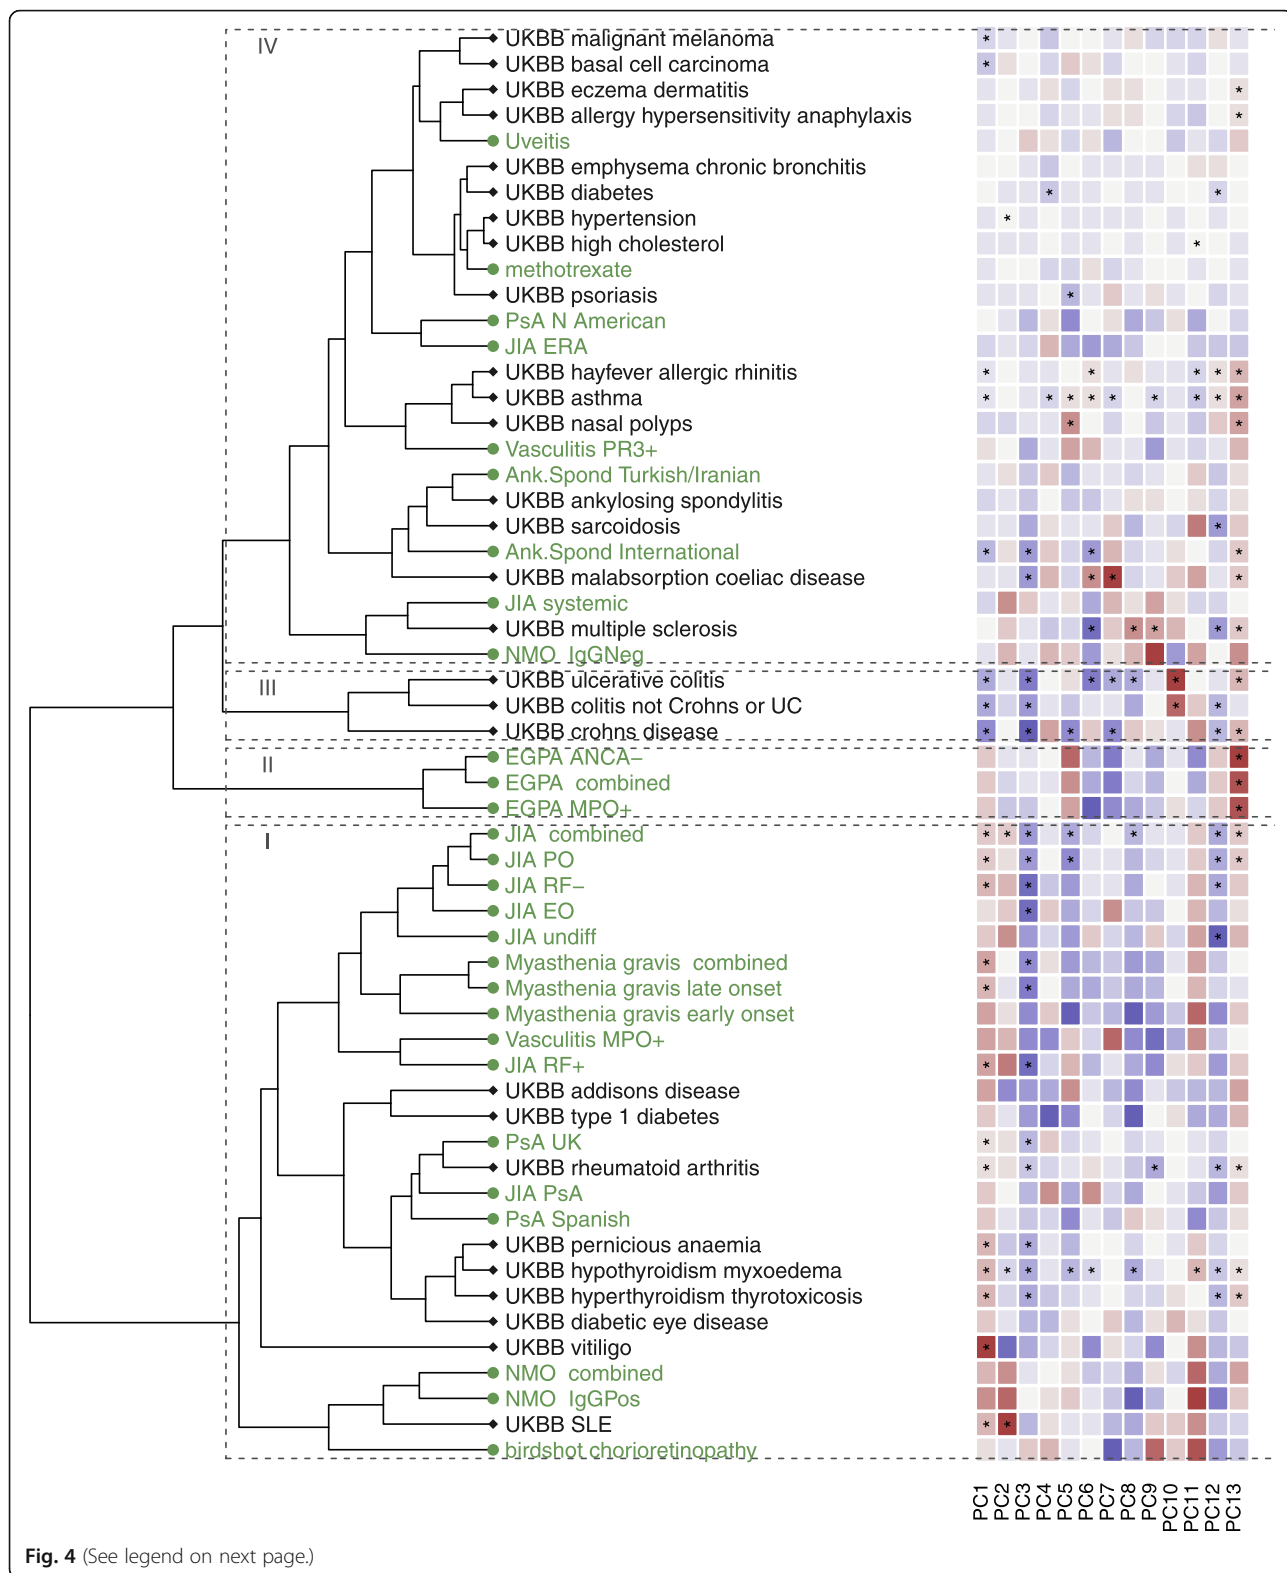 IV
UKBB malignant melanoma *
UKBB basal cell carcinoma *
UKBB eczema dermatitis *
UKBB allergy hypersensitivity anaphylaxis *
Uveitis
UKBB emphysema chronic bronchitis
UKBB diabetes * *
UKBB hypertension *
UKBB high cholesterol *
methotrexate
UKBB psoriasis *
PsA N American
JIA ERA
UKBB hayfever allergic rhinitis * * * * *
UKBB asthma * * * * * * * * *
UKBB nasal polyps * *
Vasculitis PR3+
Ank.Spond Turkish/Iranian
UKBB ankylosing spondylitis
UKBB sarcoidosis *
Ank.Spond International * * * *
UKBB malabsorption coeliac disease * * * *
JIA systemic
UKBB multiple sclerosis * * * * *
NMO IgGNeg
III
UKBB ulcerative colitis * * * * * * *
UKBB colitis not Crohns or UC * * * *
UKBB crohns disease * * * * * *
II
EGPA ANCA− *
EGPA combined *
EGPA MPO+ *
I
JIA combined * * * * * * *
JIA PO * * * * *
JIA RF− * * *
JIA EO *
JIA undiff *
Myasthenia gravis combined * *
Myasthenia gravis late onset * *
Myasthenia gravis early onset
Vasculitis MPO+
JIA RF+ * *
UKBB addisons disease
UKBB type 1 diabetes
PsA UK * *
UKBB rheumatoid arthritis * * * * *
JIA PsA
PsA Spanish
UKBB pernicious anaemia * *
UKBB hypothyroidism myxoedema * * * * * * * * *
UKBB hyperthyroidism thyrotoxicosis * * * *
UKBB diabetic eye disease
UKBB vitiligo *
NMO combined
NMO IgGPos
UKBB SLE * *
birdshot chorioretinopathy
PC1 PC2 PC3 PC4 PC5 PC6 PC7 PC8 PC9 PC10 PC11 PC12 PC13
Fig. 4 (See legend on next page.)